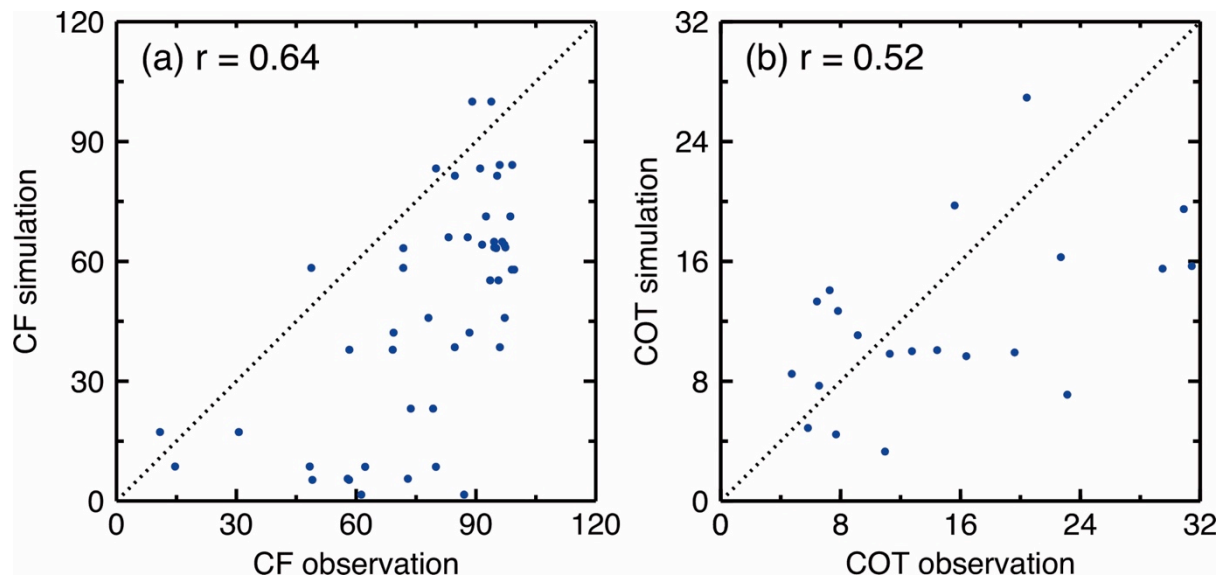 (a) r = 0.64
120
90
60
30
0
0 30 60 90 120
CF simulation
CF observation
(b) r = 0.52
32
24
16
8
0
0 8 16 24 32
COT simulation
COT observation